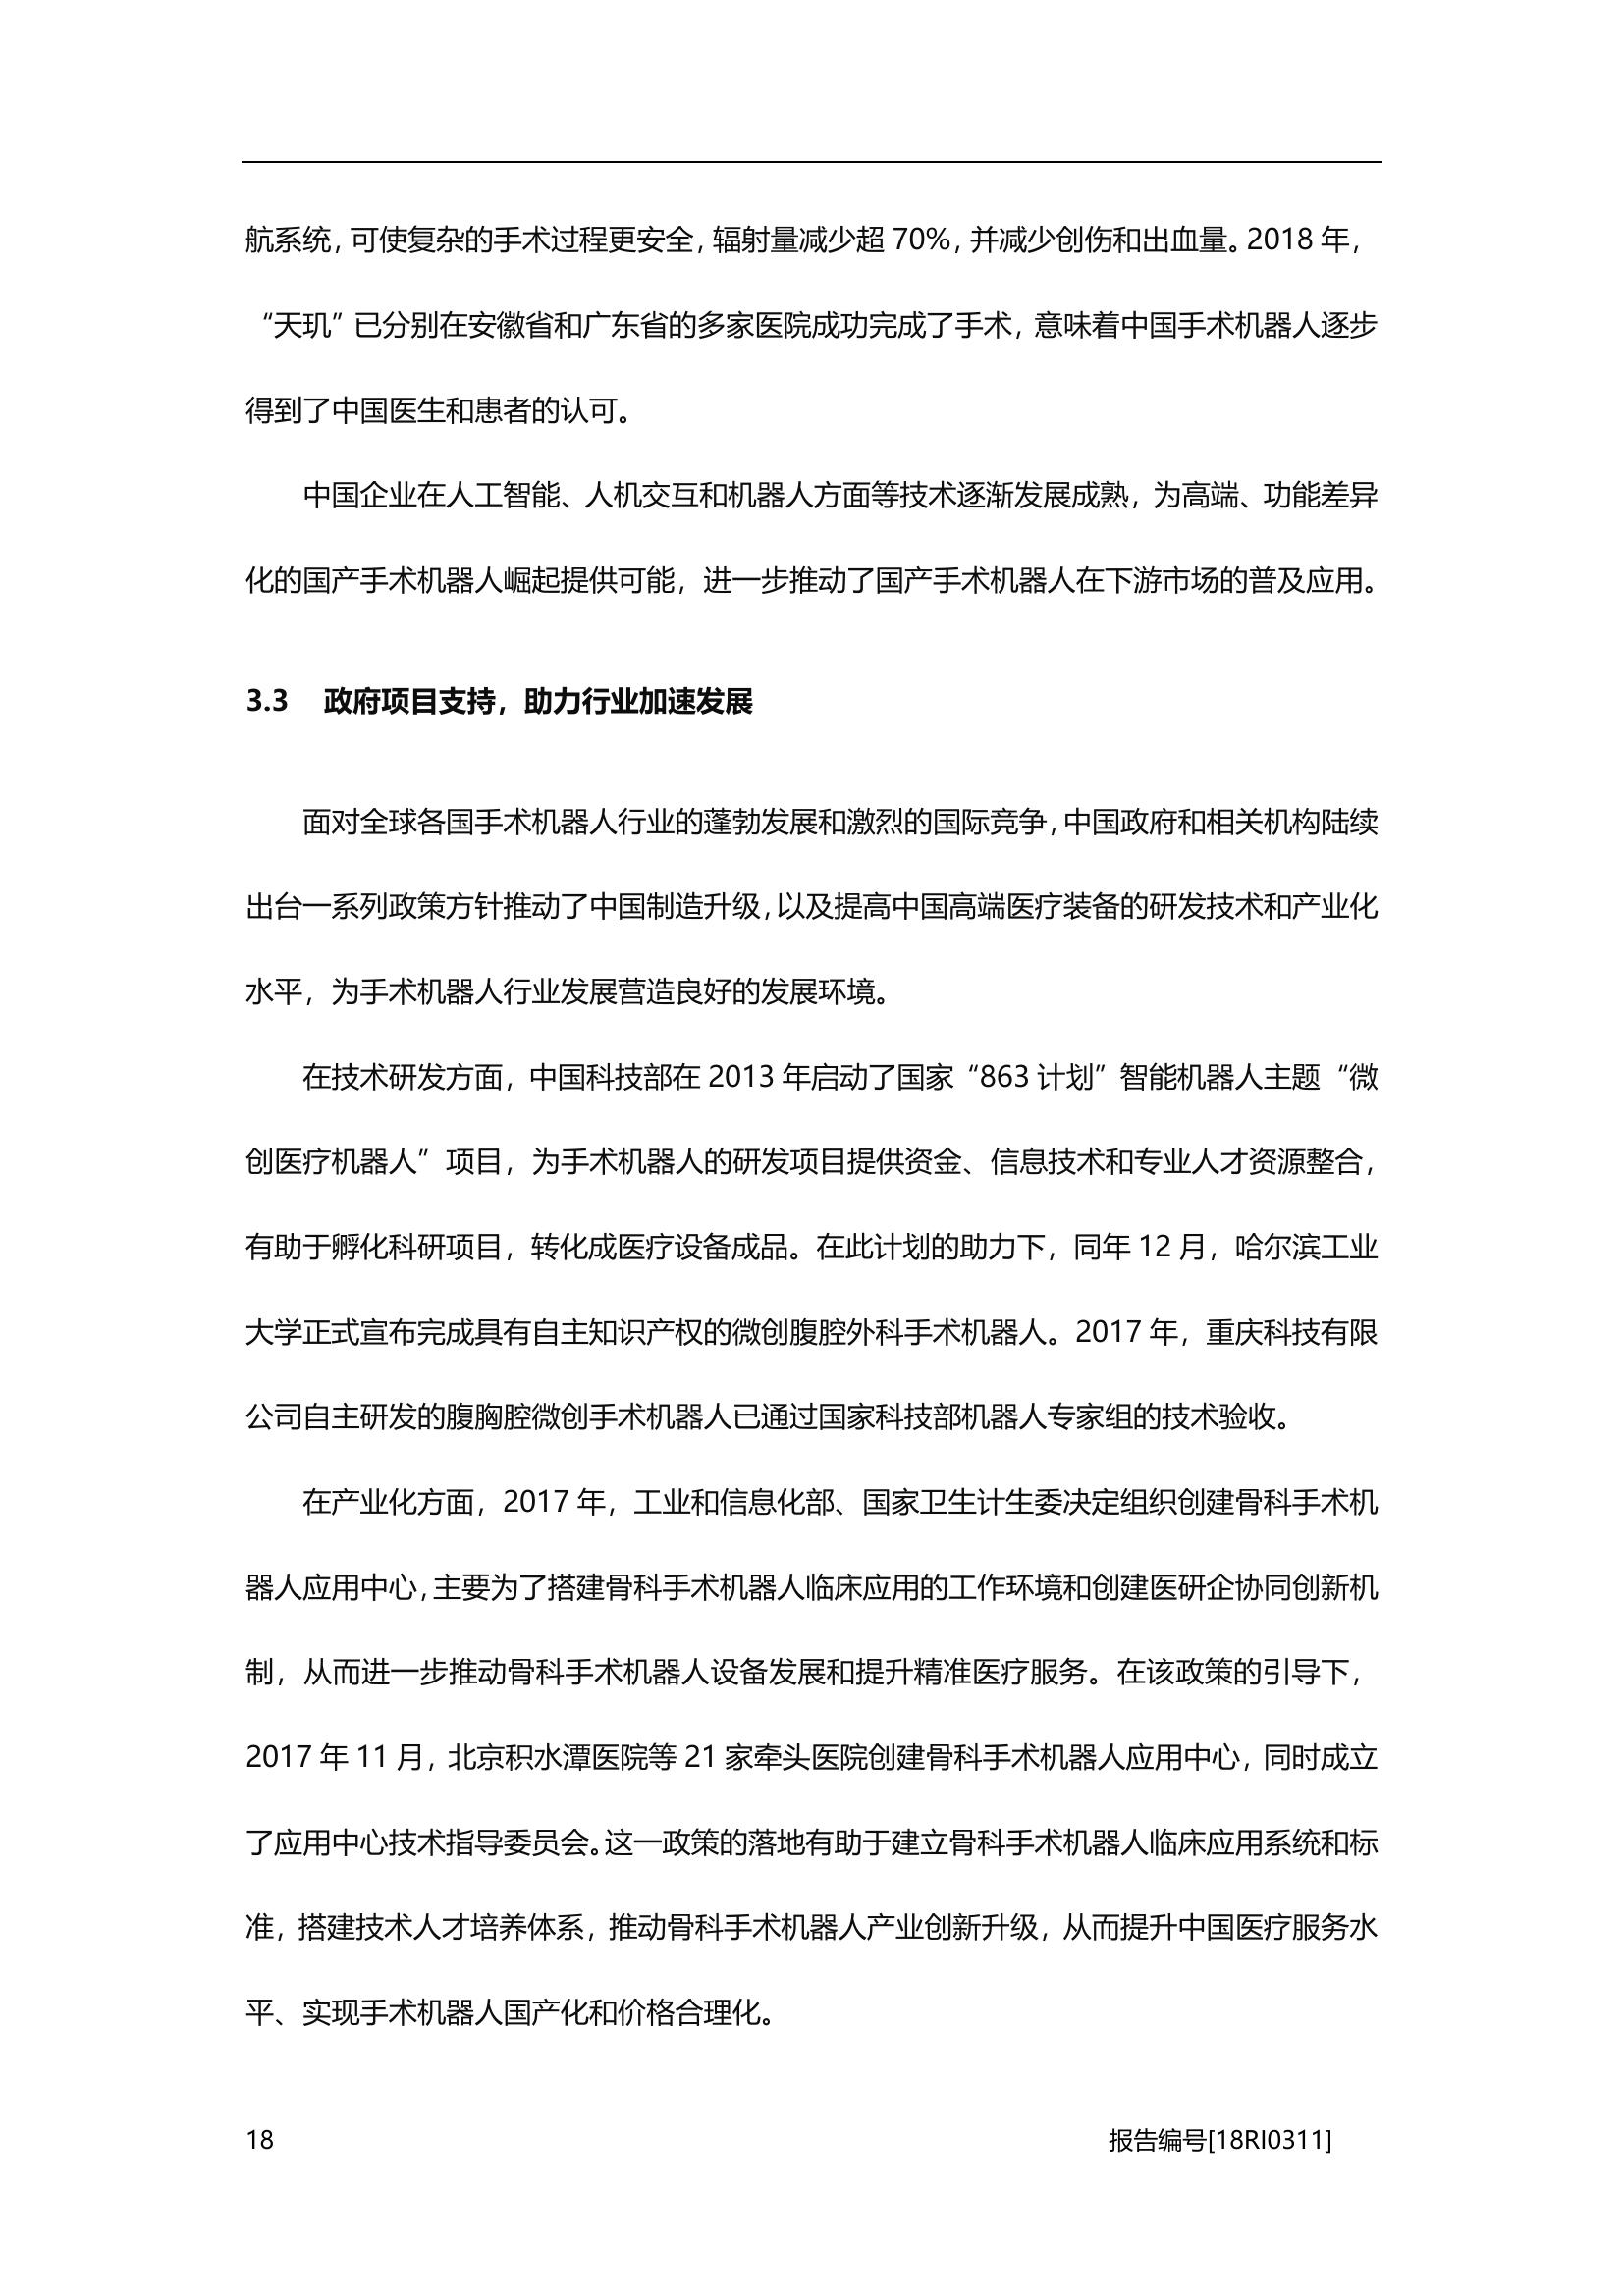 航系统，可使复杂的手术过程更安全，辐射量减少超 70%，并减少创伤和出血量。2018 年，
“天玑”已分别在安徽省和广东省的多家医院成功完成了手术，意味着中国手术机器人逐步
得到了中国医生和患者的认可。
中国企业在人工智能、人机交互和机器人方面等技术逐渐发展成熟，为高端、功能差异
化的国产手术机器人崛起提供可能，进一步推动了国产手术机器人在下游市场的普及应用。
3.3 政府项目支持，助力行业加速发展
面对全球各国手术机器人行业的蓬勃发展和激烈的国际竞争，中国政府和相关机构陆续
出台一系列政策方针推动了中国制造升级，以及提高中国高端医疗装备的研发技术和产业化
水平，为手术机器人行业发展营造良好的发展环境。
在技术研发方面，中国科技部在 2013 年启动了国家“863 计划”智能机器人主题“微
创医疗机器人”项目，为手术机器人的研发项目提供资金、信息技术和专业人才资源整合，
有助于孵化科研项目，转化成医疗设备成品。在此计划的助力下，同年 12 月，哈尔滨工业
大学正式宣布完成具有自主知识产权的微创腹腔外科手术机器人。2017 年，重庆科技有限
公司自主研发的腹胸腔微创手术机器人已通过国家科技部机器人专家组的技术验收。
在产业化方面，2017 年，工业和信息化部、国家卫生计生委决定组织创建骨科手术机
器人应用中心，主要为了搭建骨科手术机器人临床应用的工作环境和创建医研企协同创新机
制，从而进一步推动骨科手术机器人设备发展和提升精准医疗服务。在该政策的引导下，
2017 年 11 月，北京积水潭医院等 21 家牵头医院创建骨科手术机器人应用中心，同时成立
了应用中心技术指导委员会。这一政策的落地有助于建立骨科手术机器人临床应用系统和标
准，搭建技术人才培养体系，推动骨科手术机器人产业创新升级，从而提升中国医疗服务水
平、实现手术机器人国产化和价格合理化。
18 报告编号[18RI0311]